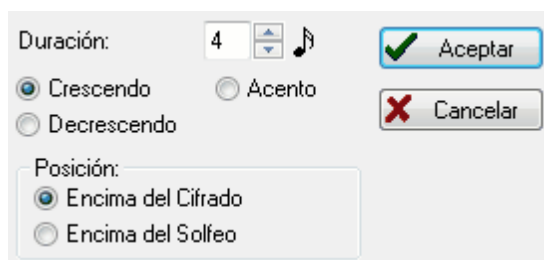 Duración: 4
Aceptar
Crescendo Acento
Cancelar
Decrescendo
Posición:
Encima del Cifrado
Encima del Solfeo